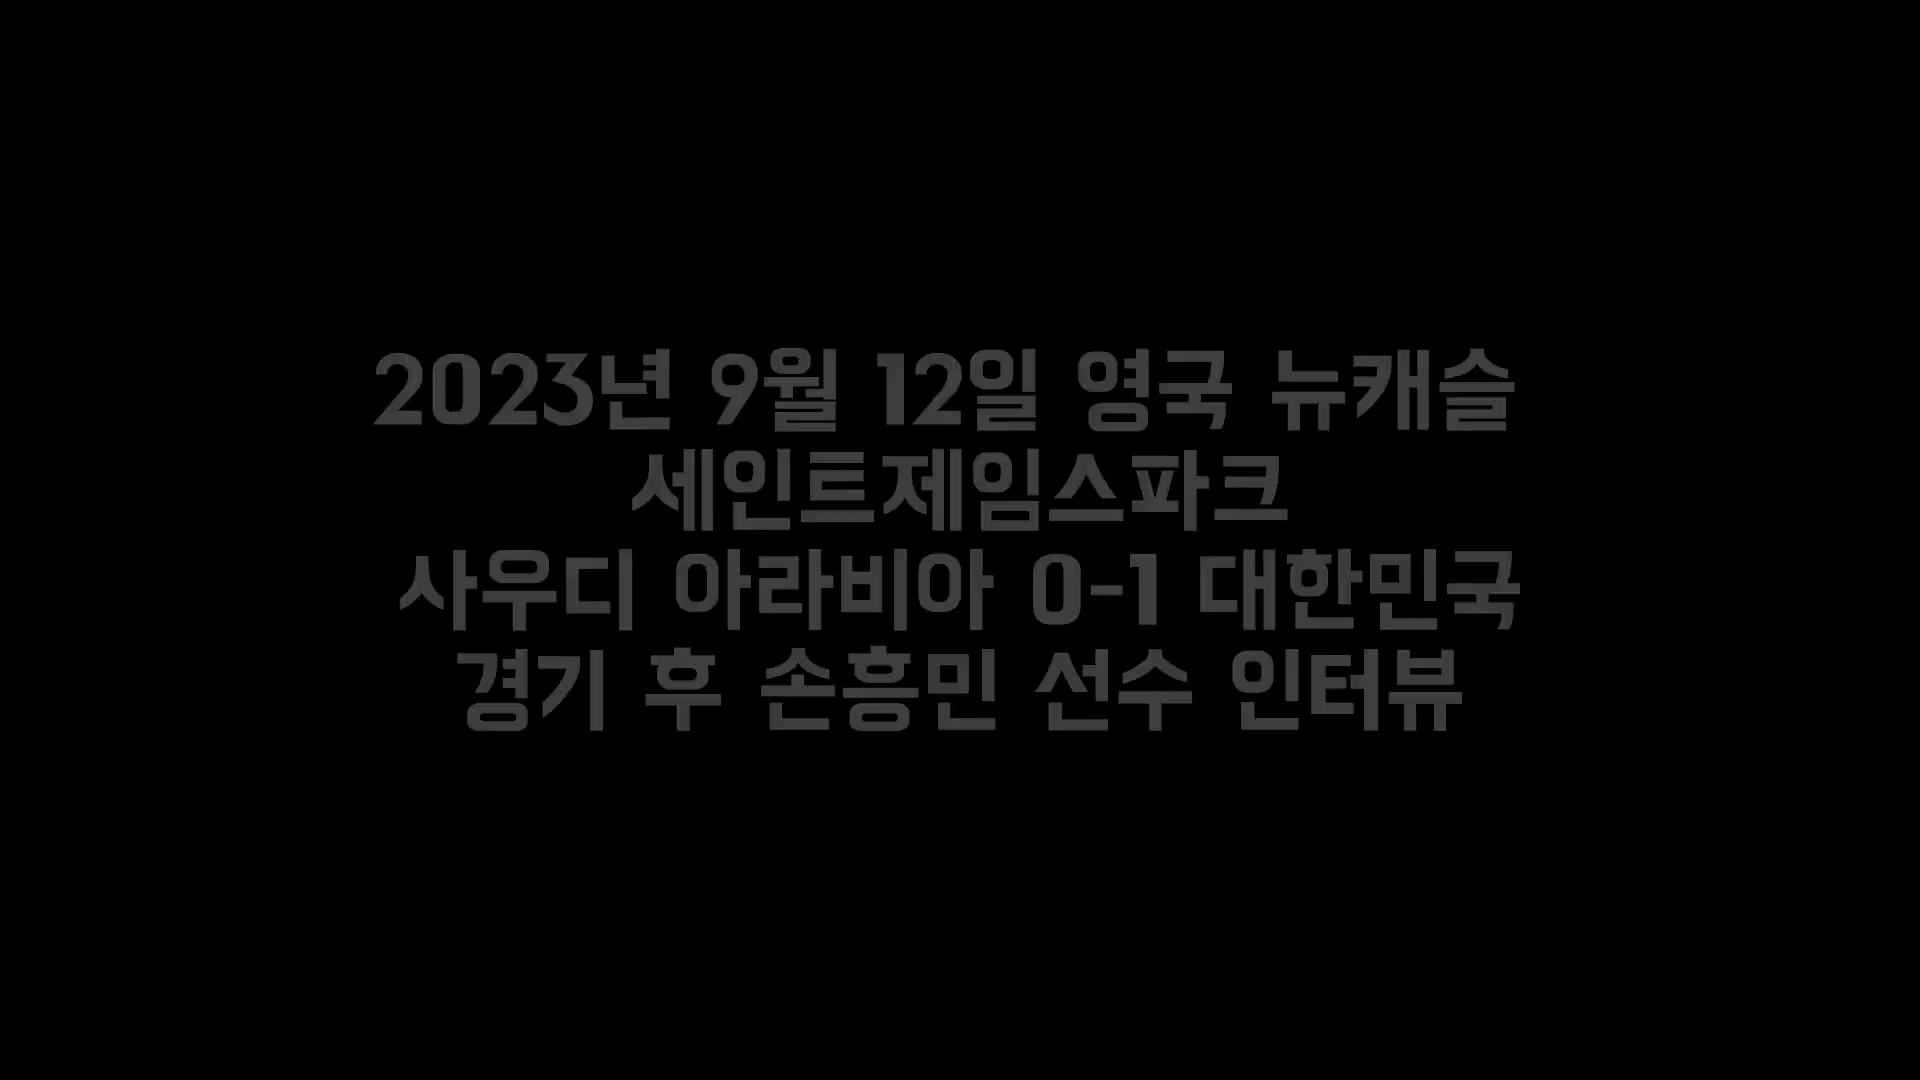 2023년 9월 12일 영국 뉴캐슬
세인트제임스파크
사우디 아라비아 0-1 대한민국
경기 후 손흥민 선수 인터뷰